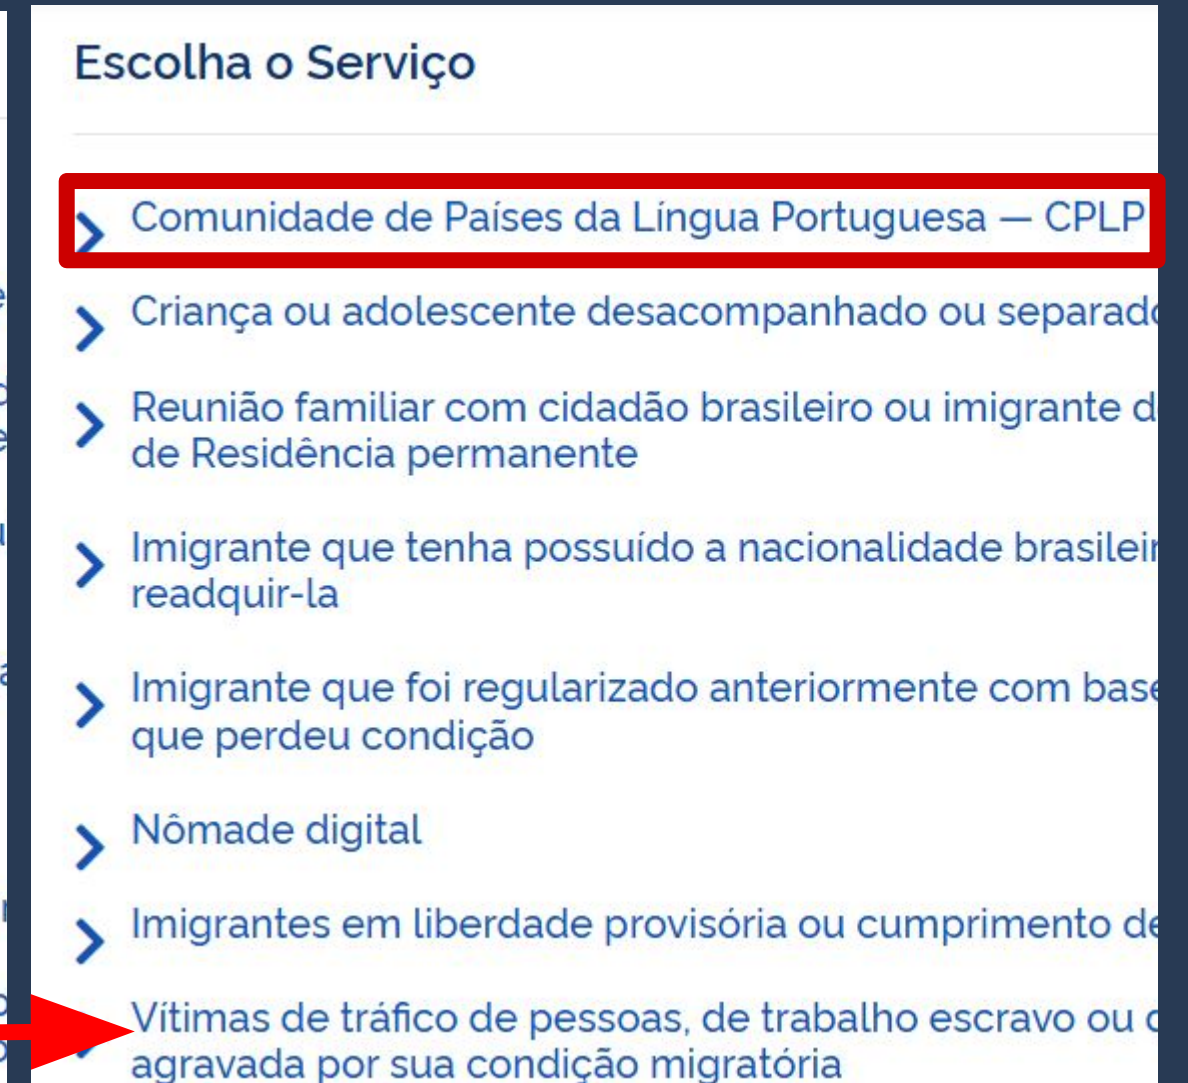 Escolha o Serviço
Comunidade de Países da Língua Portuguesa — CPLP
Criança ou adolescente desacompanhado ou separado
Reunião familiar com cidadão brasileiro ou imigrante
de Residência permanente
Imigrante que tenha possuído a nacionalidade
readquir-la
Imigrante que foi regularizado anteriormente com base
que perdeu condição
Nômade digital
Imigrantes em liberdade provisória ou cumprimento de
Vítimas de tráfico de pessoas, de trabalho escravo ou
agravada por sua condição migratória